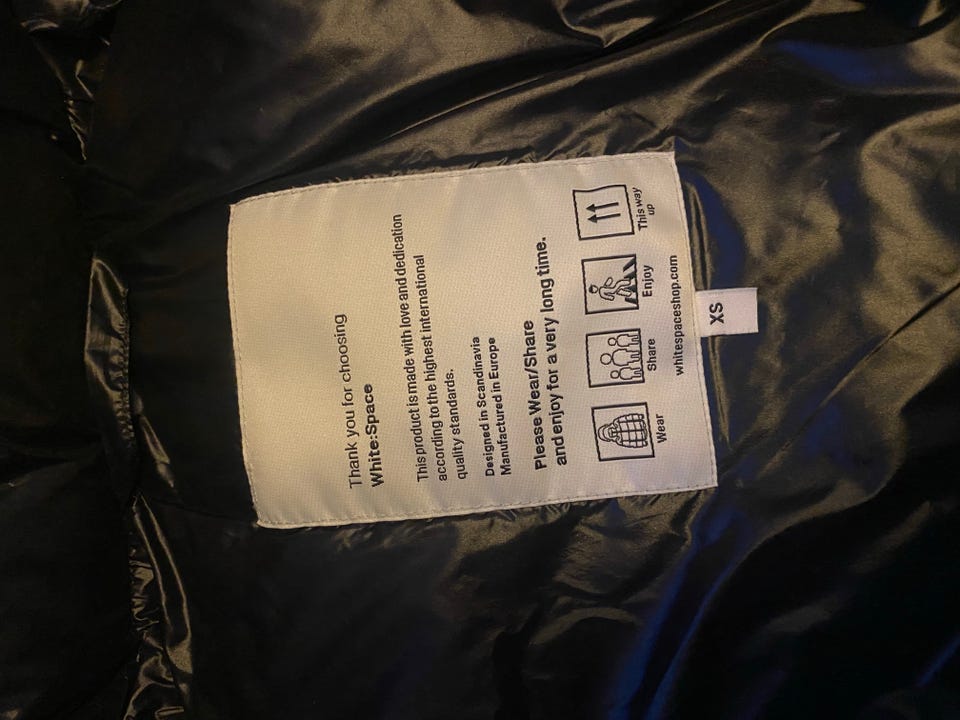 Thank you for choosing
White:Space
This product is made with love and dedication
according to the highest international
quality standards.
Designed in Scandinavia
Manufactured in Europe
Please Wear/Share
and enjoy for a very long time.
Wear
Share
Enjoy
This way
up
whitespaceshop.com
XS